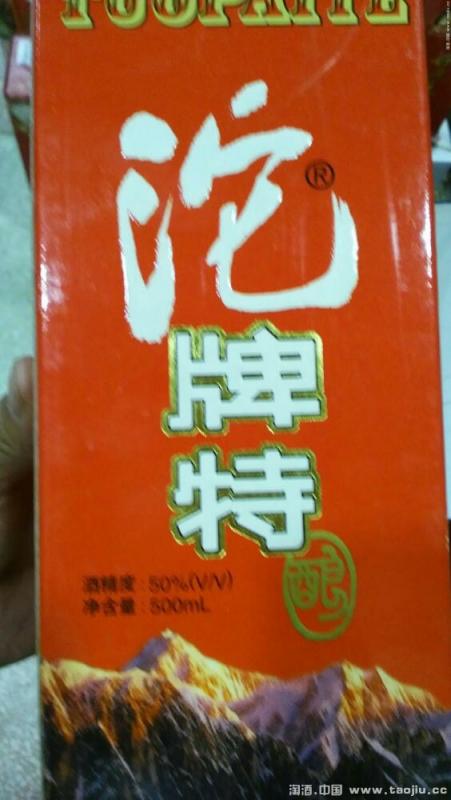 TUOPAITE
沱®
牌
特
酿
酒精度：50%(V/V)
净含量：500mL
淘酒.中国 www.taojiu.cc